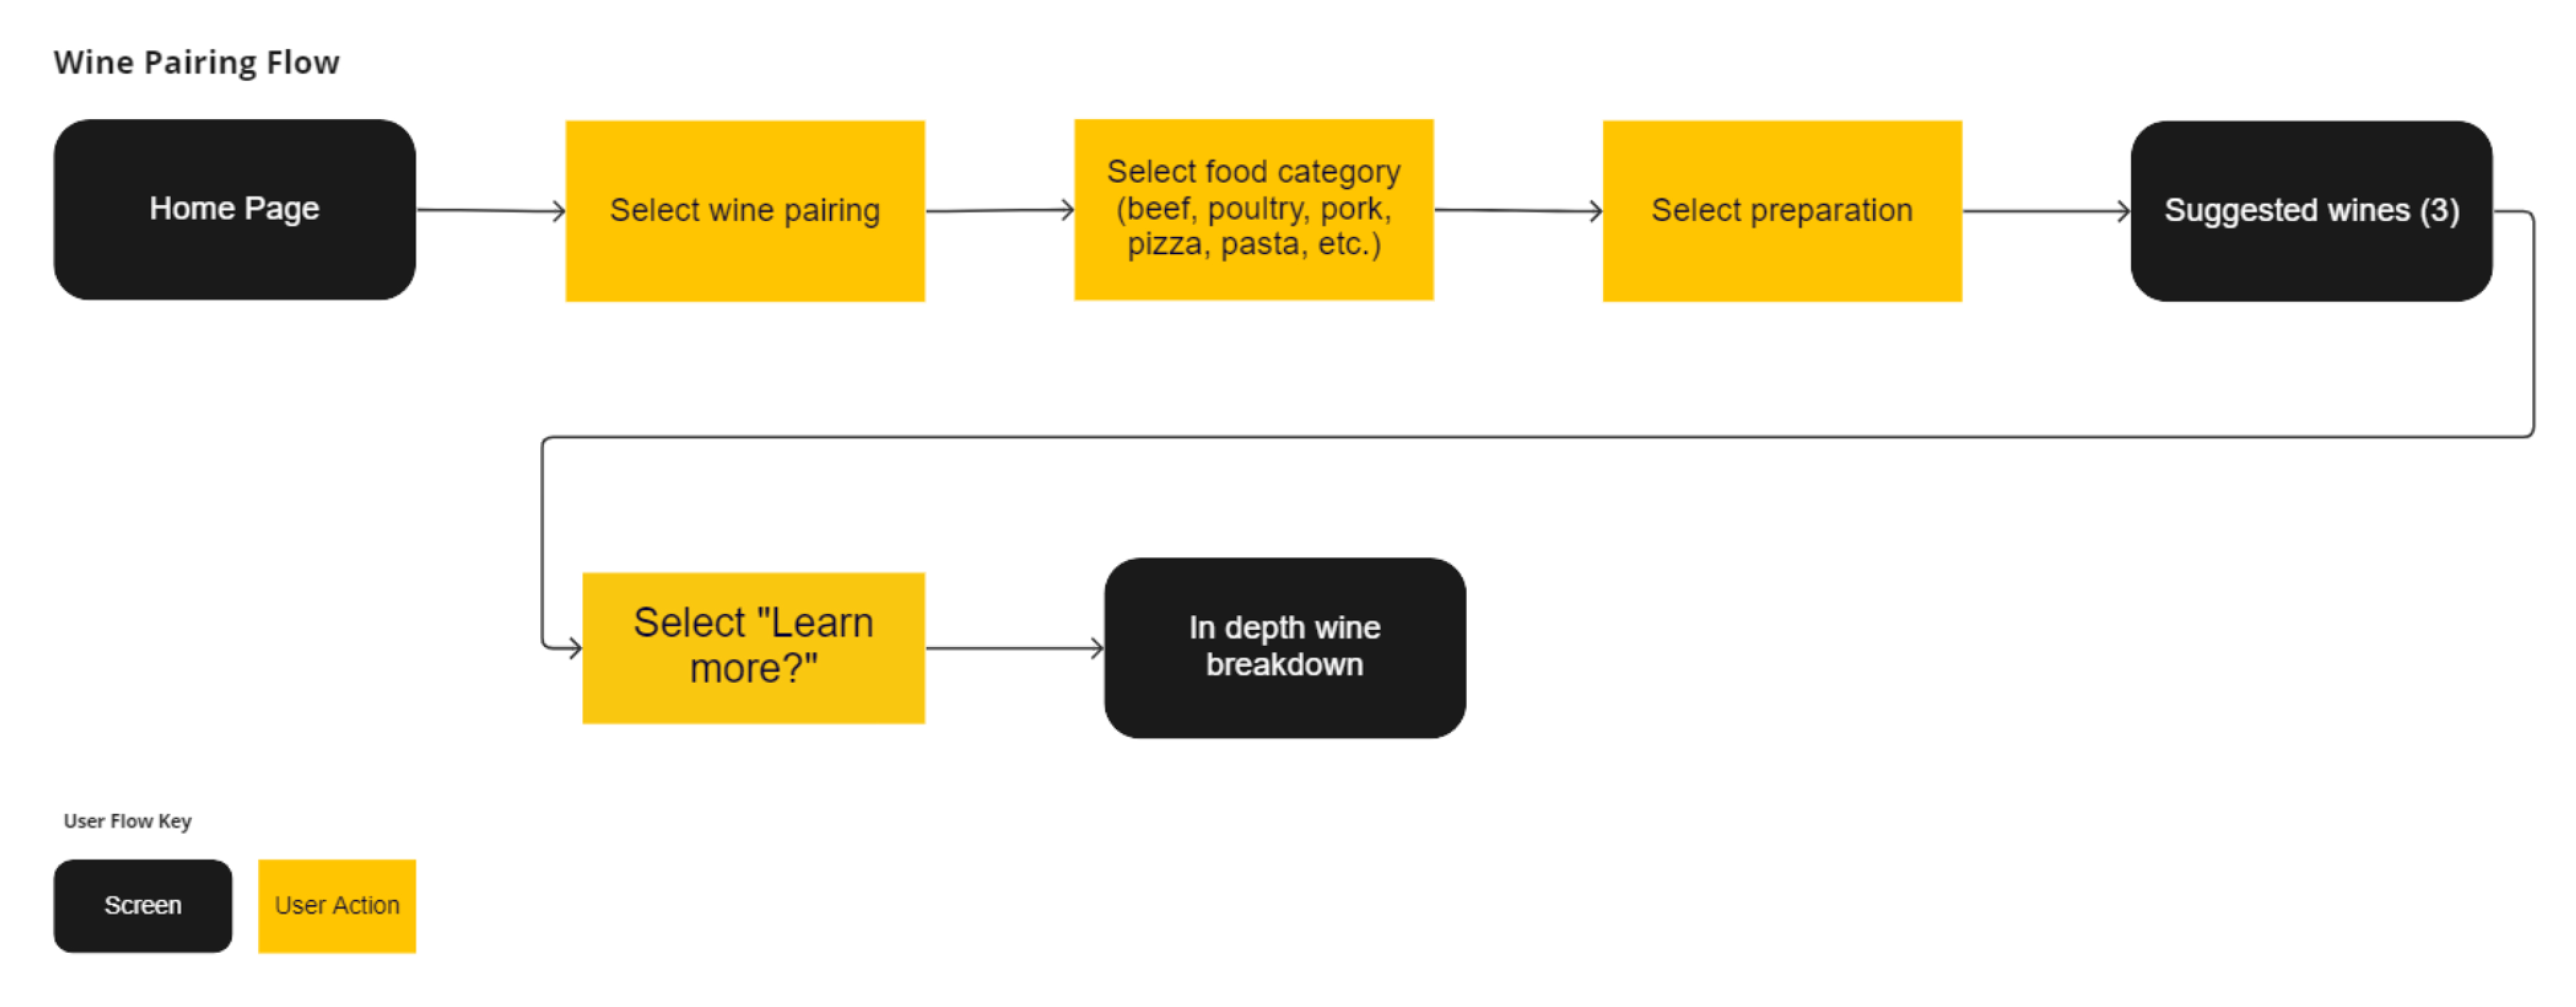 Wine Pairing Flow
Home Page
Select wine pairing
Select food category
(beef, poultry, pork,
pizza, pasta, etc.)
Select preparation
Suggested wines (3)
Select "Learn
more?"
In depth wine
breakdown
User Flow Key
Screen
User Action